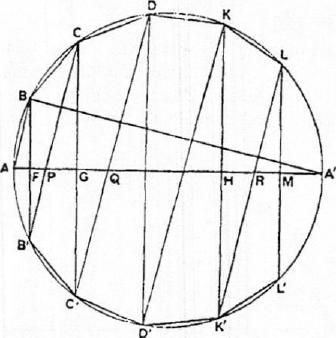 D K
C L
B
A F P G Q H R M A'
B'
C' L'
D' K'